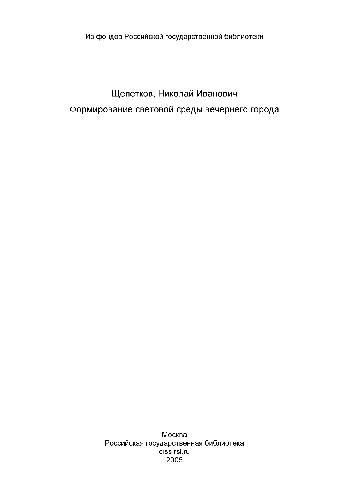 Из фондов Российской государственной библиотеки
Щепетков, Николай Иванович
Формирование световой среды вечернего города
Москва
Российская государственная библиотека
diss.rsl.ru
2005